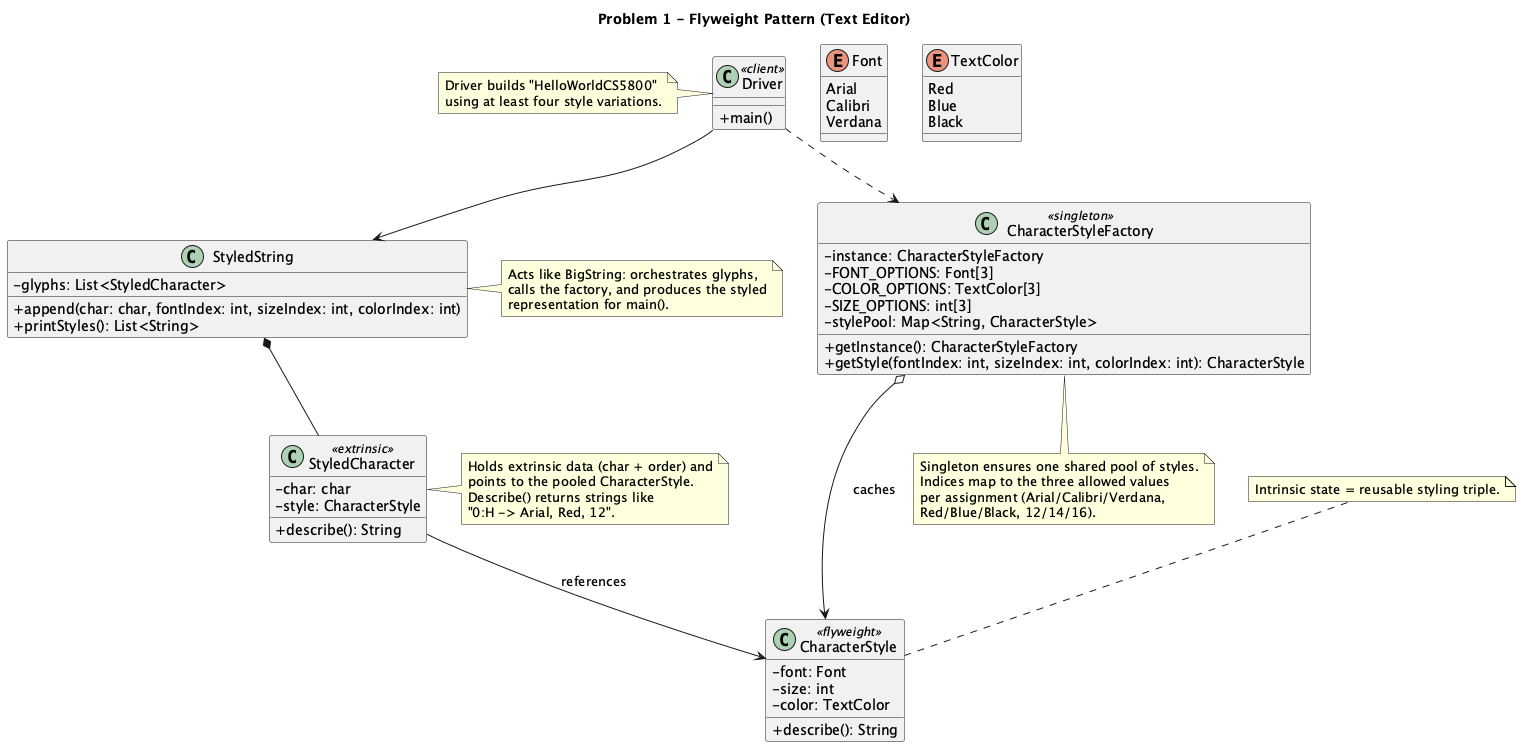 Problem 1 – Flyweight Pattern (Text Editor)
Driver builds "HelloWorldCS5800"
using at least four style variations.
C
«client»
Driver
+main()
E
Font
Arial
Calibri
Verdana
E
TextColor
Red
Blue
Black
C
StyledString
-glyphs: List<StyledCharacter>
+append(char: char, fontIndex: int, sizeIndex: int, colorIndex: int)
+printStyles(): List<String>
Acts like BigString: orchestrates glyphs,
calls the factory, and produces the styled
representation for main().
C
«singleton»
CharacterStyleFactory
-instance: CharacterStyleFactory
-FONT_OPTIONS: Font[3]
-COLOR_OPTIONS: TextColor[3]
-SIZE_OPTIONS: int[3]
-stylePool: Map<String, CharacterStyle>
+getInstance(): CharacterStyleFactory
+getStyle(fontIndex: int, sizeIndex: int, colorIndex: int): CharacterStyle
C
«extrinsic»
StyledCharacter
-char: char
-style: CharacterStyle
+describe(): String
Holds extrinsic data (char + order) and
points to the pooled CharacterStyle.
Describe() returns strings like
"0:H -> Arial, Red, 12".
caches
Singleton ensures one shared pool of styles.
Indices map to the three allowed values
per assignment (Arial/Calibri/Verdana,
Red/Blue/Black, 12/14/16).
Intrinsic state = reusable styling triple.
references
C
«flyweight»
CharacterStyle
-font: Font
-size: int
-color: TextColor
+describe(): String